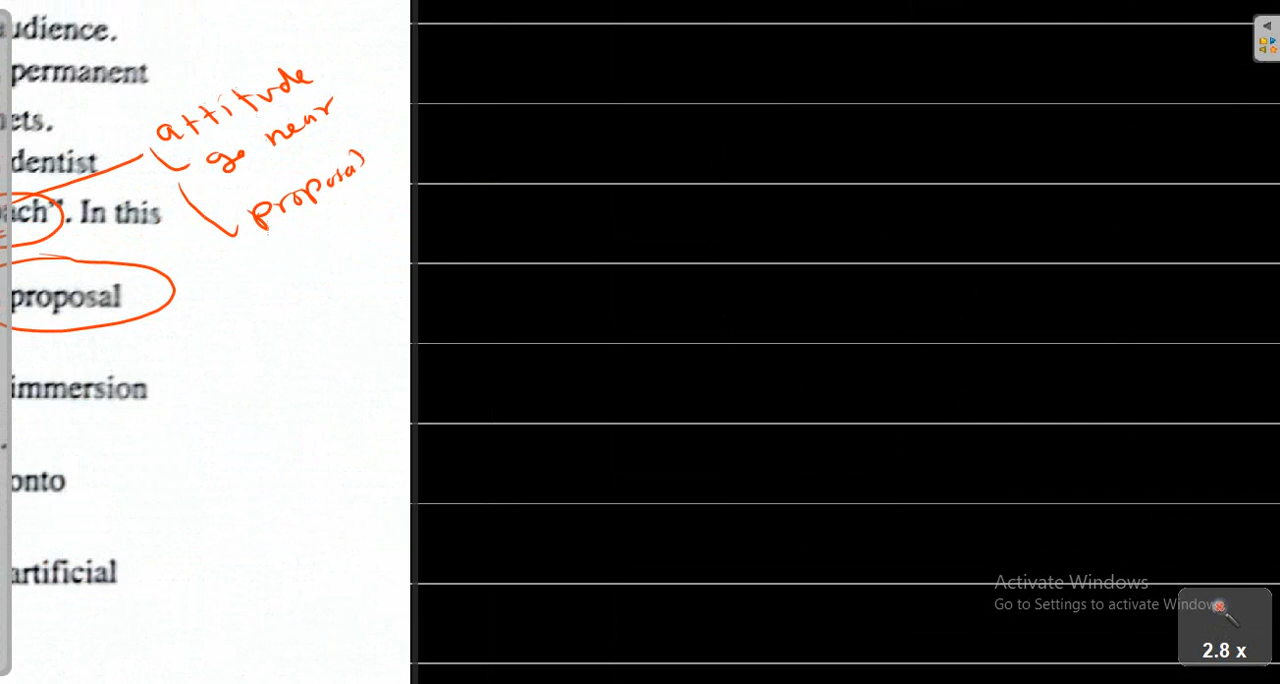 udience.
permanent
ets.
dentist
ach". In this
proposal
immersion
onto
artificial
attitude
go near
proposal
Activate Windows
Go to Settings to activate Windows
2.8 x